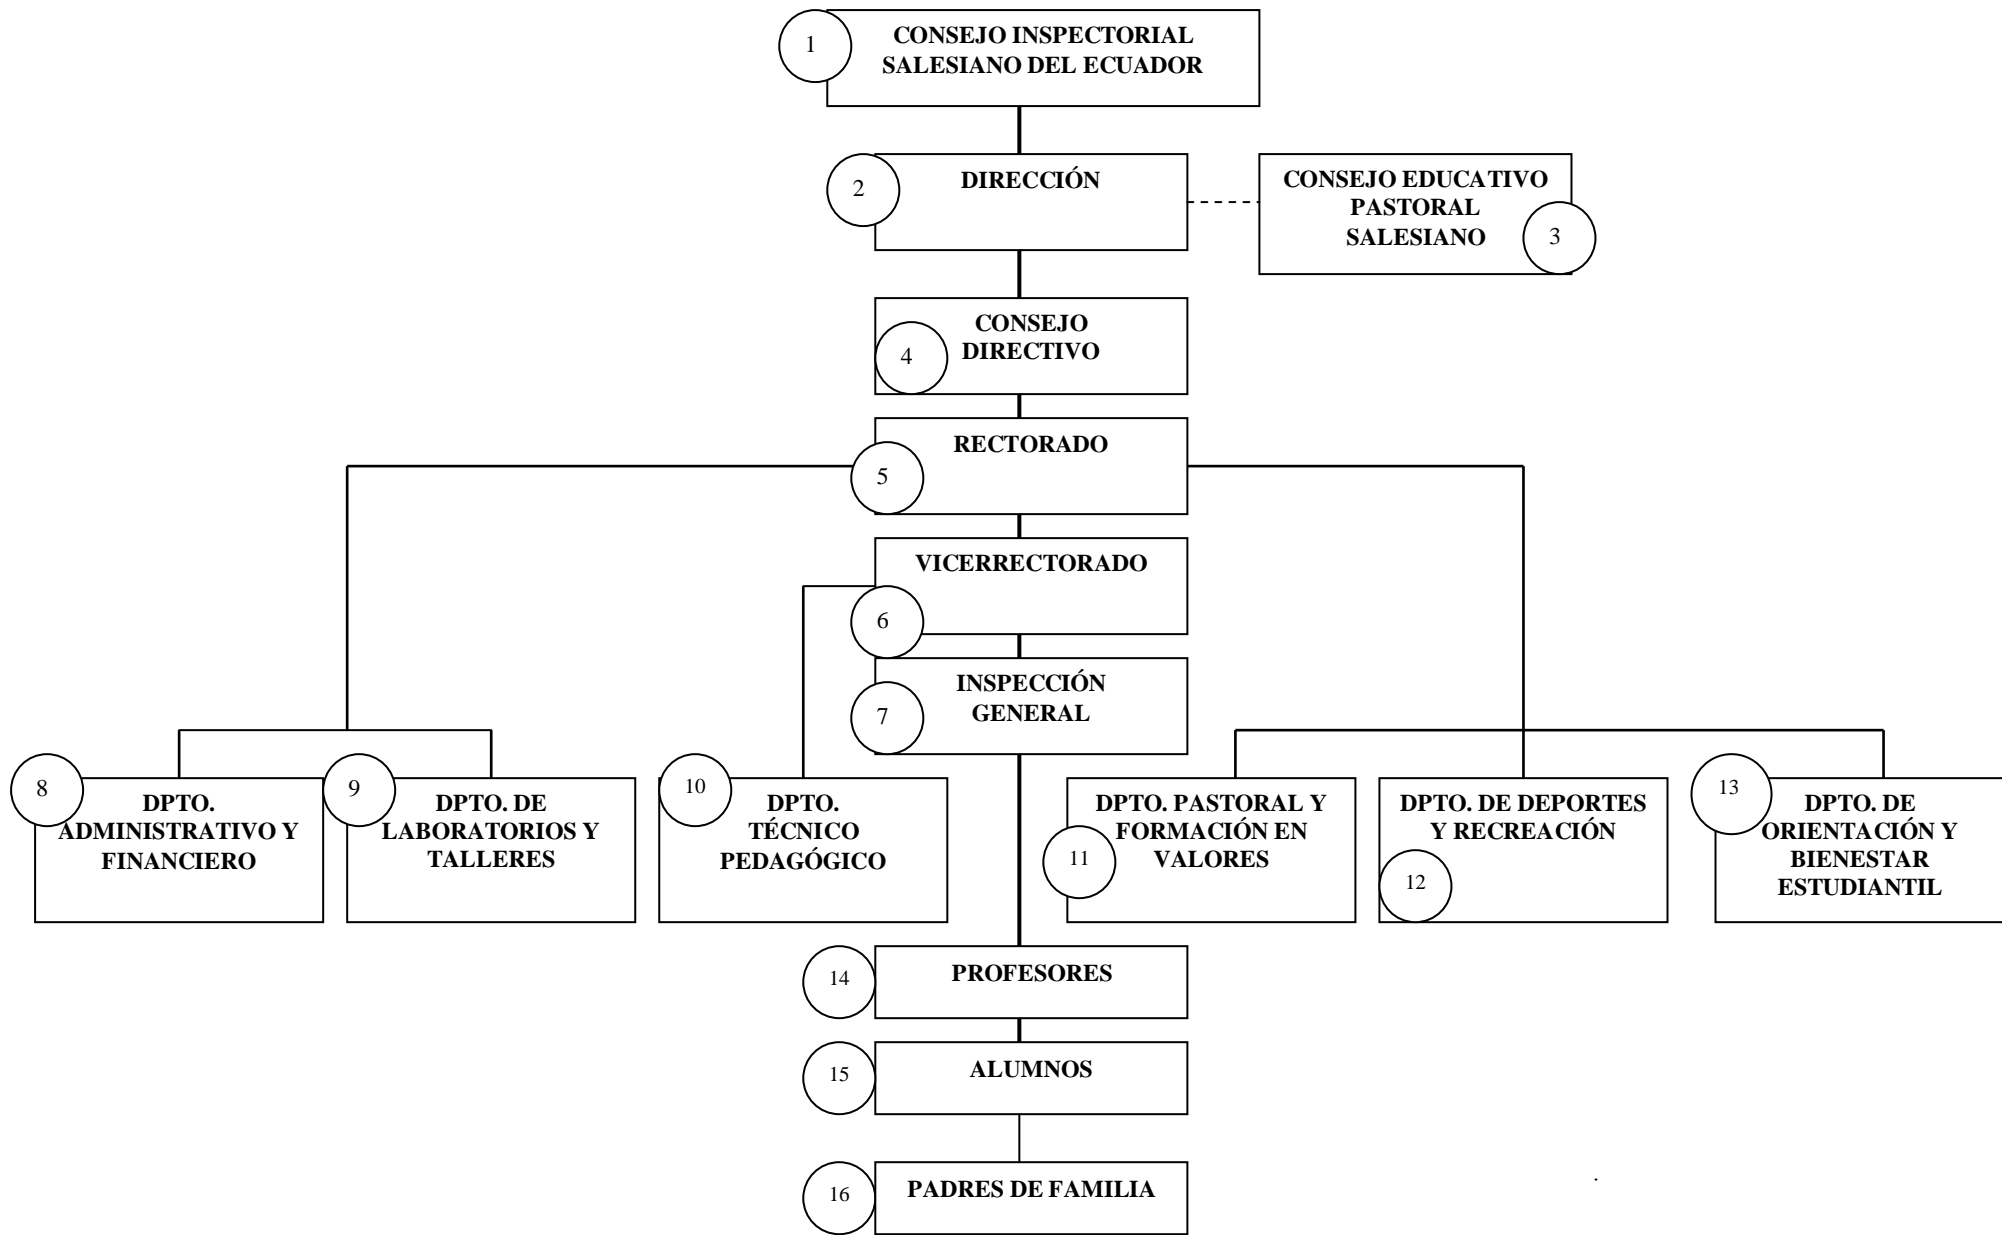 1
CONSEJO INSPECTORIAL
SALESIANO DEL ECUADOR
2
DIRECCIÓN
CONSEJO EDUCATIVO
PASTORAL
SALESIANO
3
4
CONSEJO
DIRECTIVO
RECTORADO
5
VICERRECTORADO
6
INSPECCIÓN
GENERAL
7
8
DPTO.
ADMINISTRATIVO Y
FINANCIERO
9
DPTO. DE
LABORATORIOS Y
TALLERES
10
DPTO.
TÉCNICO
PEDAGÓGICO
DPTO. PASTORAL Y
FORMACIÓN EN
VALORES
11
DPTO. DE DEPORTES
Y RECREACIÓN
12
13
DPTO. DE
ORIENTACIÓN Y
BIENESTAR
ESTUDIANTIL
14
PROFESORES
15
ALUMNOS
16
PADRES DE FAMILIA
.